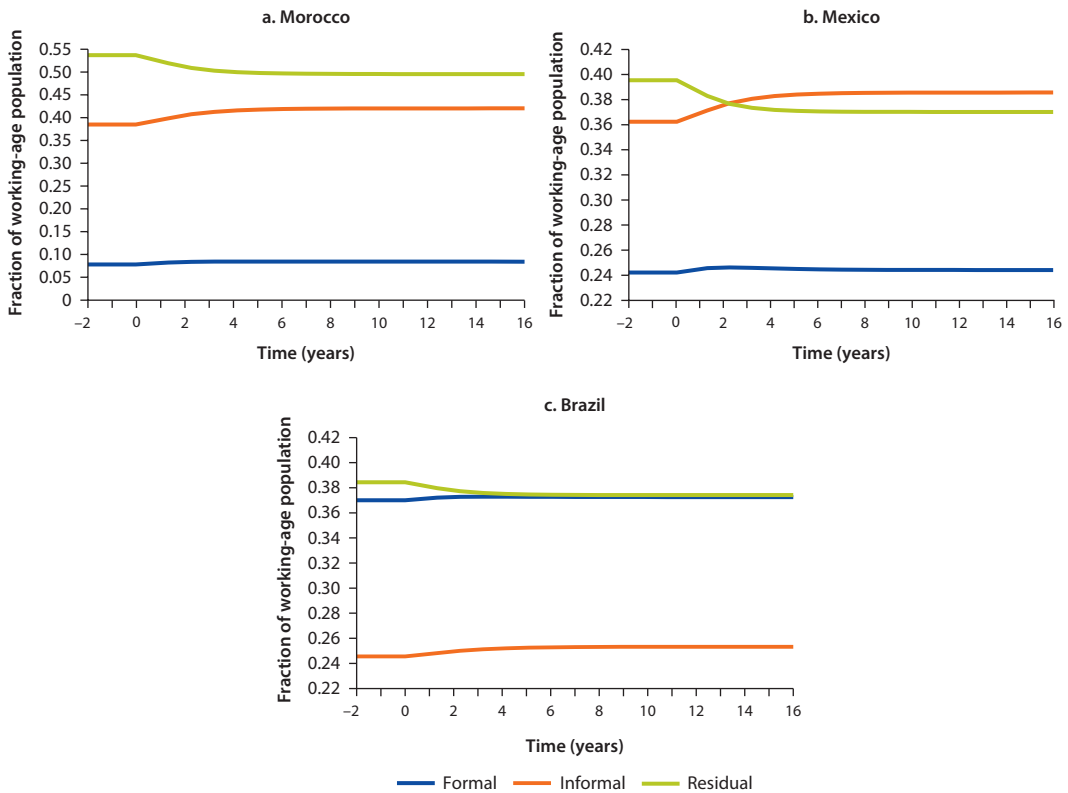 a. Morocco
Fraction of working-age population
0.55
0.50
0.45
0.40
0.35
0.30
0.25
0.20
0.15
0.10
0.05
0
–2 0 2 4 6 8 10 12 14 16
Time (years)
b. Mexico
Fraction of working-age population
0.42
0.40
0.38
0.36
0.34
0.32
0.30
0.28
0.26
0.24
0.22
–2 0 2 4 6 8 10 12 14 16
Time (years)
c. Brazil
Fraction of working-age population
0.42
0.40
0.38
0.36
0.34
0.32
0.30
0.28
0.26
0.24
0.22
–2 0 2 4 6 8 10 12 14 16
Time (years)
Formal Informal Residual